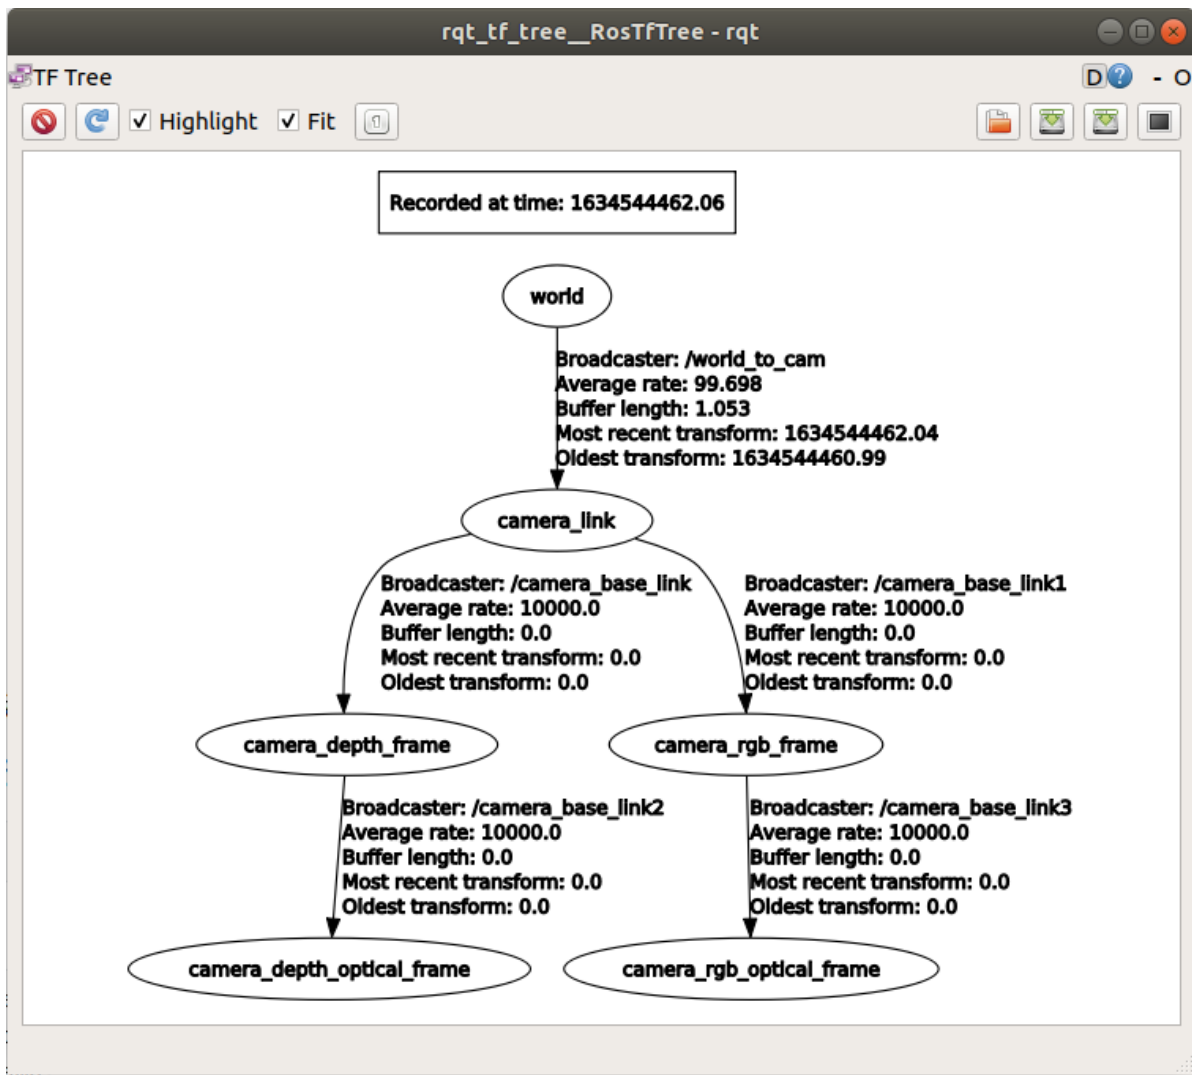 rqt_tf_tree__RosTfTree - rqt
TF Tree
D
?
- O
Highlight
Fit
Recorded at time: 1634544462.06
world
Broadcaster: /world_to_cam
Average rate: 99.698
Buffer length: 1.053
Most recent transform: 1634544462.04
Oldest transform: 1634544460.99
camera_link
Broadcaster: /camera_base_link
Average rate: 10000.0
Buffer length: 0.0
Most recent transform: 0.0
Oldest transform: 0.0
Broadcaster: /camera_base_link1
Average rate: 10000.0
Buffer length: 0.0
Most recent transform: 0.0
Oldest transform: 0.0
camera_depth_frame
camera_rgb_frame
Broadcaster: /camera_base_link2
Average rate: 10000.0
Buffer length: 0.0
Most recent transform: 0.0
Oldest transform: 0.0
Broadcaster: /camera_base_link3
Average rate: 10000.0
Buffer length: 0.0
Most recent transform: 0.0
Oldest transform: 0.0
camera_depth_optical_frame
camera_rgb_optical_frame